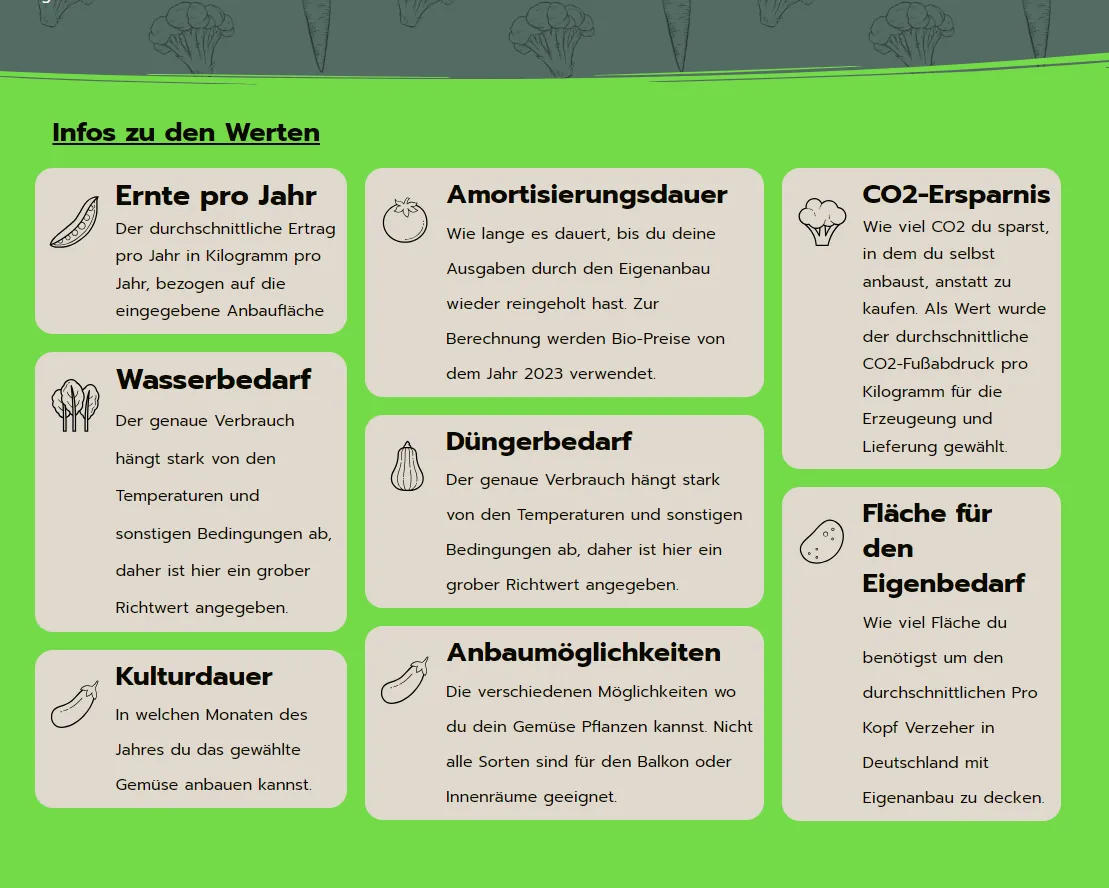 Infos zu den Werten
Ernte pro Jahr
Der durchschnittliche Ertrag
pro Jahr in Kilogramm pro
Jahr, bezogen auf die
eingegebene Anbaufläche
Wasserbedarf
Der genaue Verbrauch
hängt stark von den
Temperaturen und
sonstigen Bedingungen ab,
daher ist hier ein grober
Richtwert angegeben.
Kulturdauer
In welchen Monaten des
Jahres du das gewählte
Gemüse anbauen kannst.
Amortisierungsdauer
Wie lange es dauert, bis du deine
Ausgaben durch den Eigenanbau
wieder reingeholt hast. Zur
Berechnung werden Bio-Preise von
dem Jahr 2023 verwendet.
Düngerbedarf
Der genaue Verbrauch hängt stark
von den Temperaturen und sonstigen
Bedingungen ab, daher ist hier ein
grober Richtwert angegeben.
Anbaumöglichkeiten
Die verschiedenen Möglichkeiten wo
du dein Gemüse Pflanzen kannst. Nicht
alle Sorten sind für den Balkon oder
Innenräume geeignet.
CO2-Ersparnis
Wie viel CO2 du sparst,
in dem du selbst
anbaust, anstatt zu
kaufen. Als Wert wurde
der durchschnittliche
CO2-Fußabdruck pro
Kilogramm für die
Erzeugeung und
Lieferung gewählt.
Fläche für
den
Eigenbedarf
Wie viel Fläche du
benötigst um den
durchschnittlichen Pro
Kopf Verzeher in
Deutschland mit
Eigenanbau zu decken.